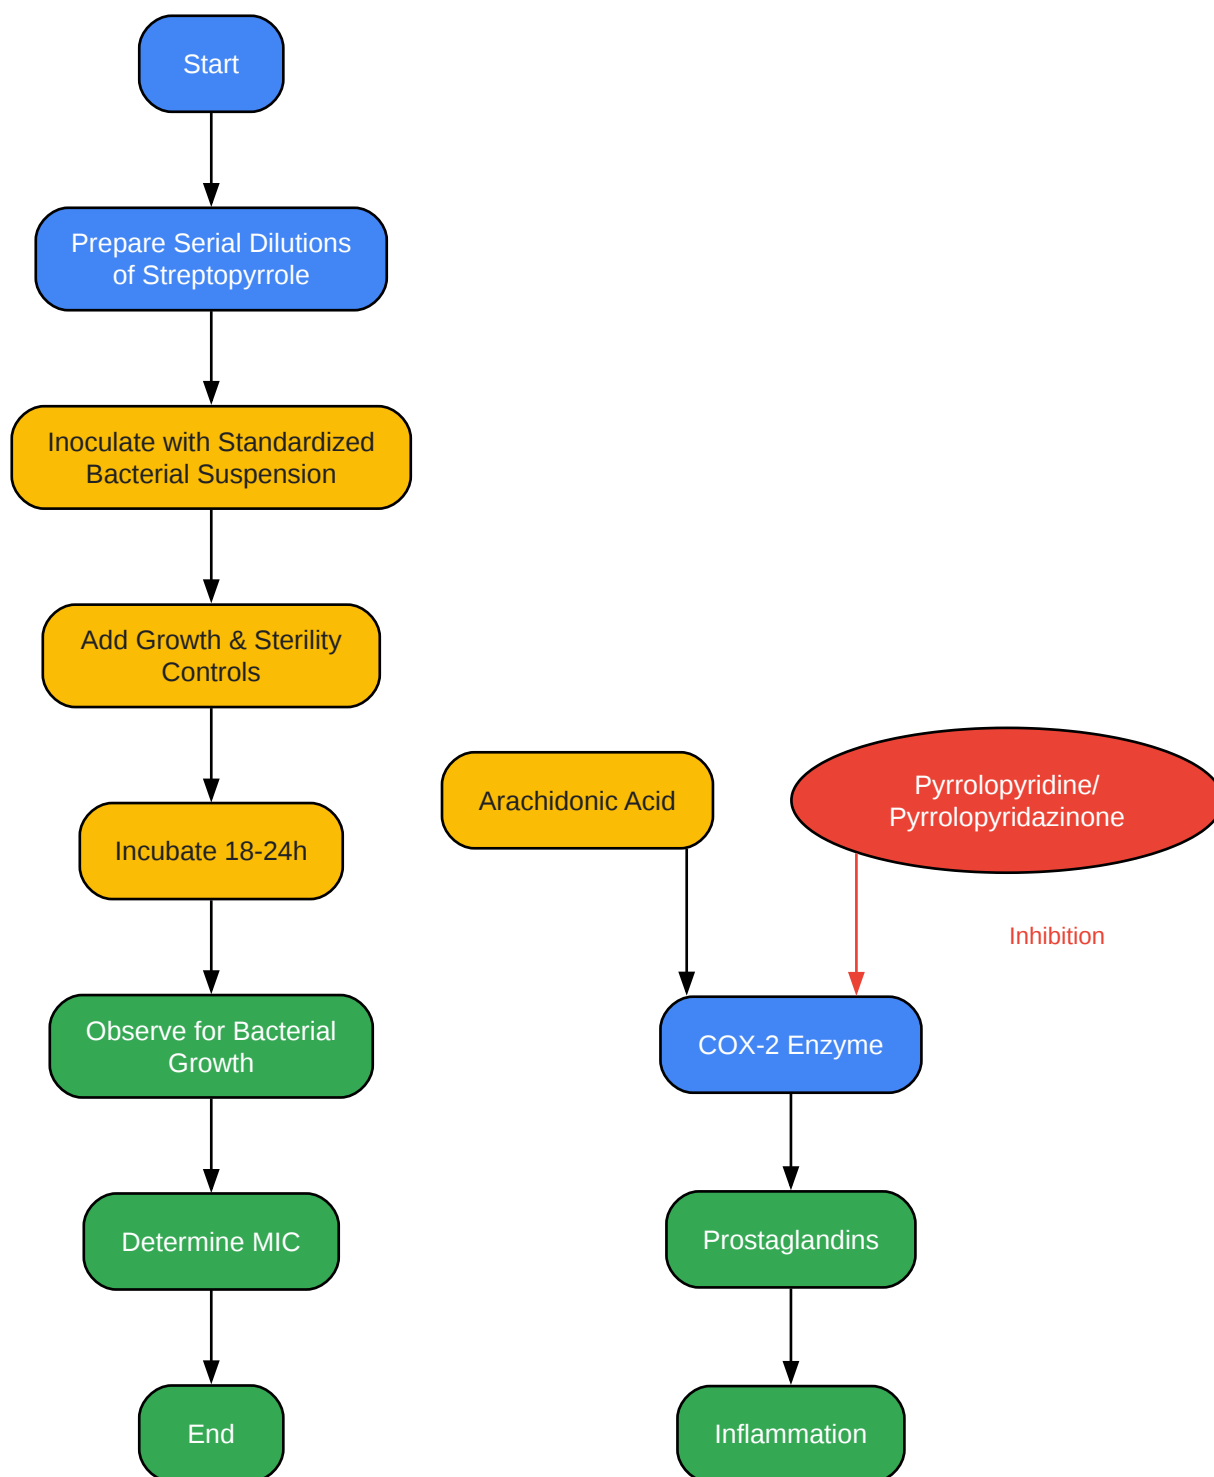 Start
Prepare Serial Dilutions
of Streptopyrrole
Inoculate with Standardized
Bacterial Suspension
Add Growth & Sterility
Controls
Incubate 18-24h
Observe for Bacterial
Growth
Determine MIC
End
Arachidonic Acid
Pyrrolopyridine/
Pyrrolopyridazinone
Inhibition
COX-2 Enzyme
Prostaglandins
Inflammation